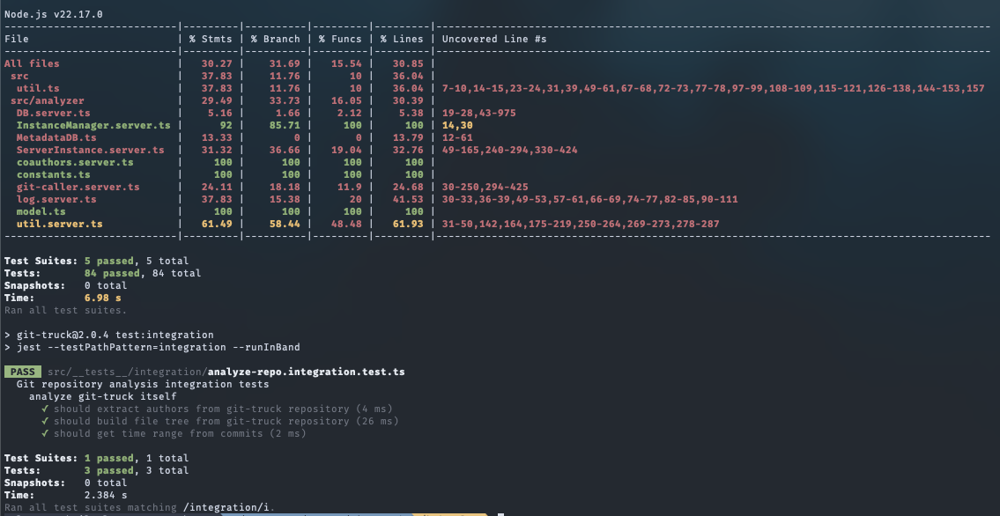 Node.js v22.17.0
----------------------------|---------|----------|---------|---------|------------------------------------------------------------------------------------------
File                        | % Stmts | % Branch | % Funcs | % Lines | Uncovered Line #s
----------------------------|---------|----------|---------|---------|------------------------------------------------------------------------------------------
All files                   |   30.27 |    31.69 |   15.54 |   30.85 |
 src                        |   37.83 |    11.76 |      10 |   36.04 |
  util.ts                   |   37.83 |    11.76 |      10 |   36.04 | 7-10,14-15,23-24,31,39,49-61,67-68,72-73,77-78,97-99,108-109,115-121,126-138,144-153,157
 src/analyzer               |   29.49 |    33.73 |   16.05 |   30.39 |
  DB.server.ts              |    5.16 |     1.66 |    2.12 |    5.38 | 19-28,43-975
  InstanceManager.server.ts |      92 |    85.71 |     100 |     100 | 14,30
  MetadataDB.ts             |   13.33 |        0 |       0 |   13.79 | 12-61
  ServerInstance.server.ts  |   31.32 |    36.66 |   19.04 |   32.76 | 49-165,240-294,330-424
  coauthors.server.ts       |     100 |      100 |     100 |     100 |
  constants.ts              |     100 |      100 |     100 |     100 |
  git-caller.server.ts      |   24.11 |    18.18 |    11.9 |   24.68 | 30-250,294-425
  log.server.ts             |   37.83 |    15.38 |      20 |   41.53 | 30-33,36-39,49-53,57-61,66-69,74-77,82-85,90-111
  model.ts                  |     100 |      100 |     100 |     100 |
  util.server.ts            |   61.49 |    58.44 |   48.48 |   61.93 | 31-50,142,164,175-219,250-264,269-273,278-287
----------------------------|---------|----------|---------|---------|------------------------------------------------------------------------------------------
Test Suites: 5 passed, 5 total
Tests:       84 passed, 84 total
Snapshots:   0 total
Time:        6.98 s
Ran all test suites.
> git-truck@2.0.4 test:integration
> jest --testPathPattern=integration --runInBand
PASS src/__tests__/integration/analyze-repo.integration.test.ts
  Git repository analysis integration tests
    analyze git-truck itself
      ✓ should extract authors from git-truck repository (4 ms)
      ✓ should build file tree from git-truck repository (26 ms)
      ✓ should get time range from commits (2 ms)
Test Suites: 1 passed, 1 total
Tests:       3 passed, 3 total
Snapshots:   0 total
Time:        2.384 s
Ran all test suites matching /integration/i.